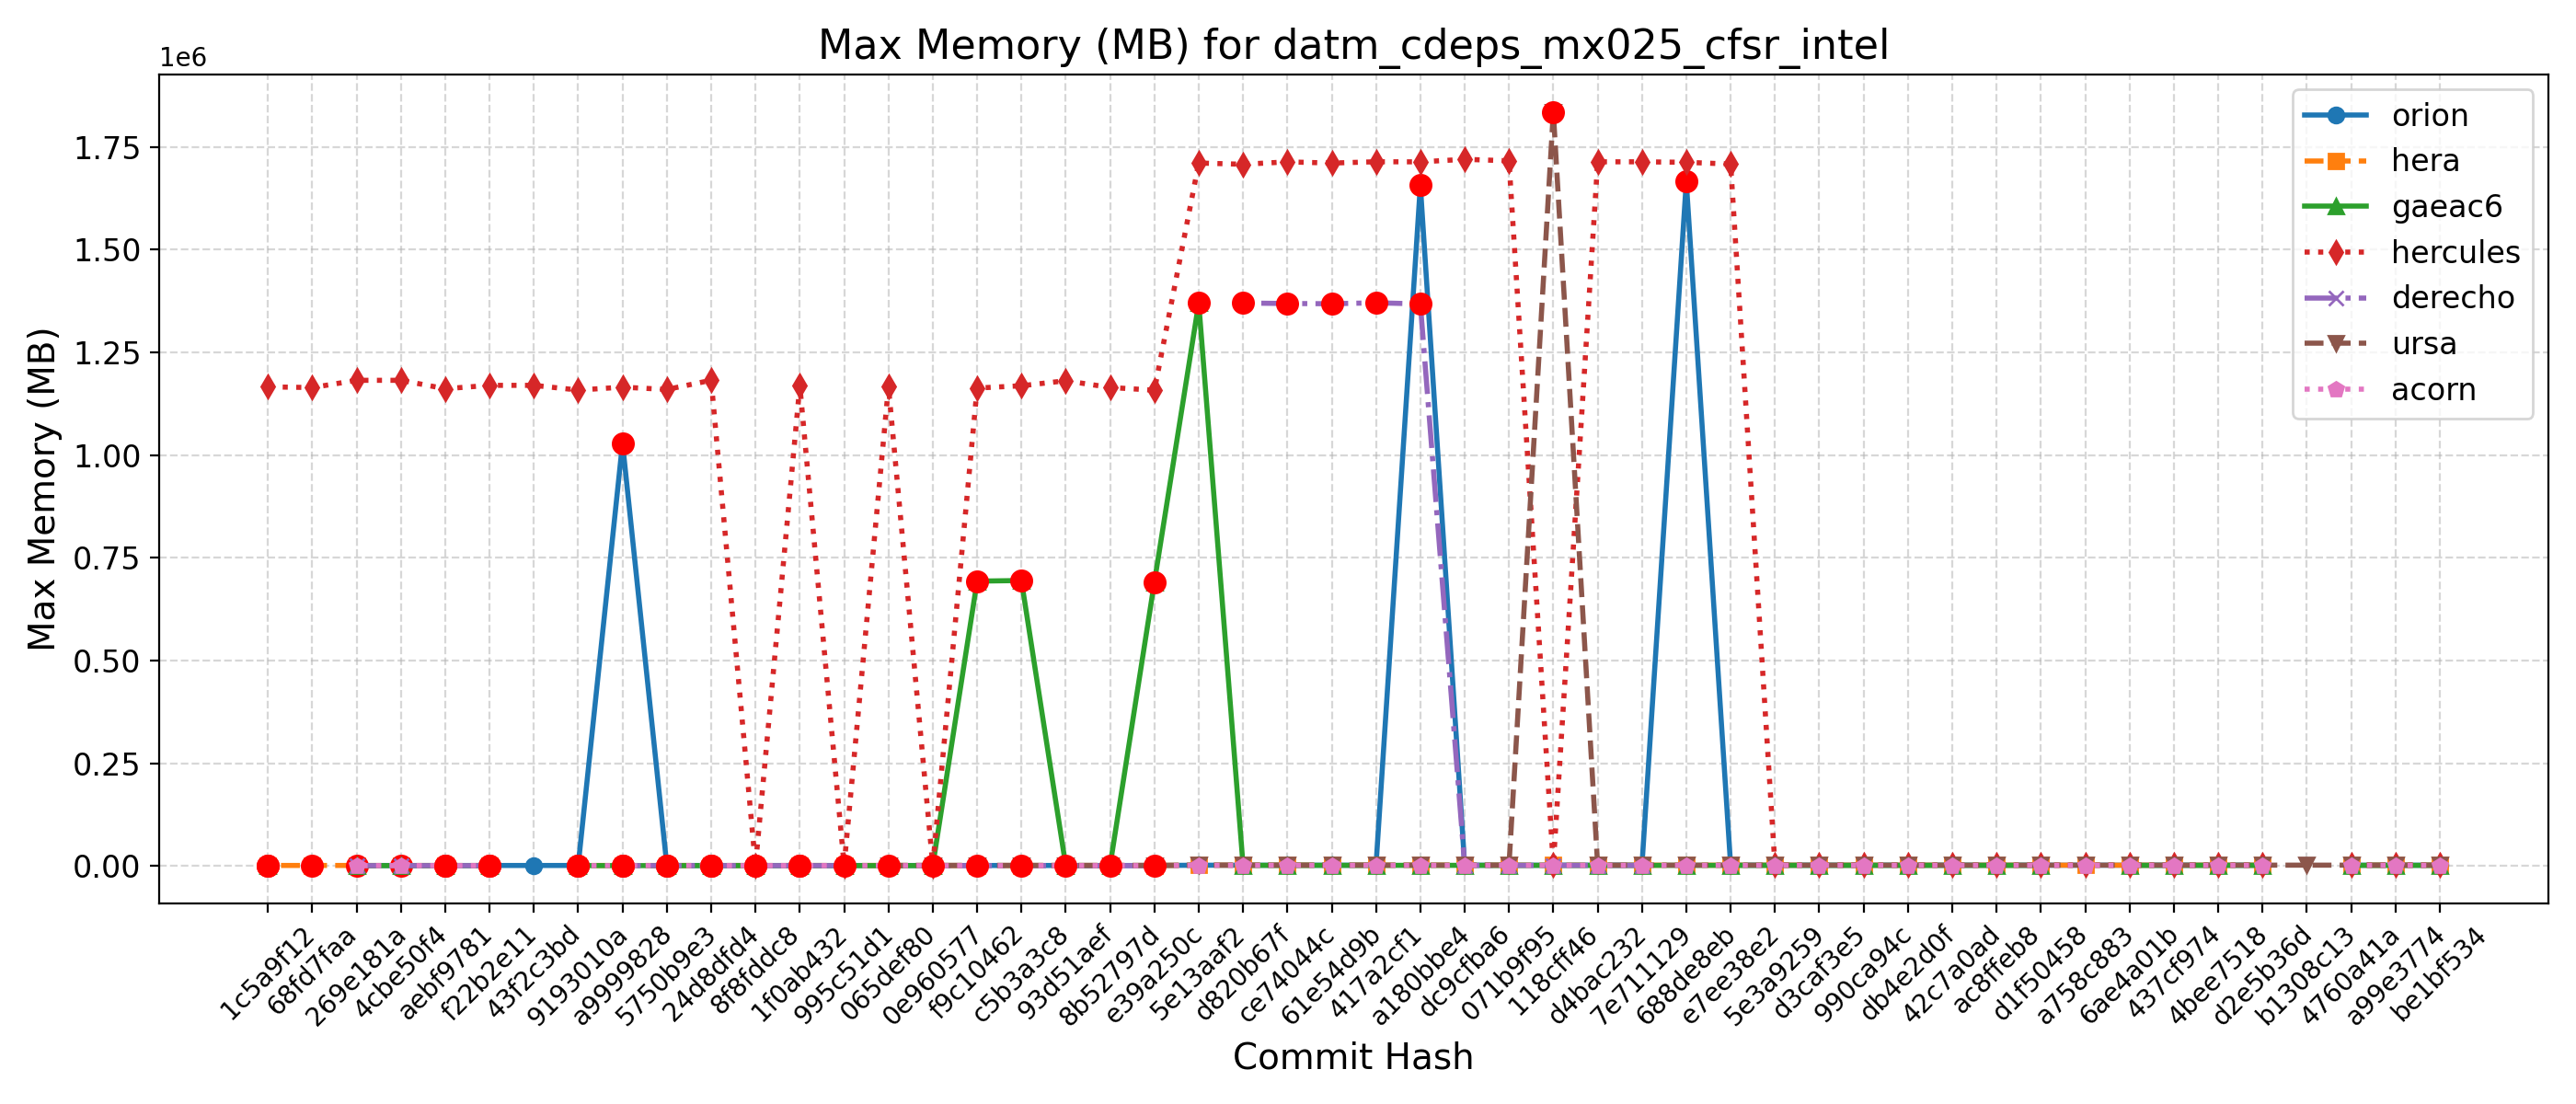 Max Memory (MB) for datm_cdeps_mx025_cfsr_intel
1e6
1.75
1.50
1.25
1.00
0.75
0.50
0.25
0.00
Max Memory (MB)
orion
hera
gaeac6
hercules
derecho
ursa
acorn
1c5a9f12
68fd7faa
269e181a
4cbe50f4
aebf9781
f22b2e11
43f2c3bd
9193010a
a9999828
5750b9e3
24d8dfd4
8f8fddc8
1f0ab432
995c51d1
065def80
0e960577
f9c10462
c5b3a3c8
93d51aef
8b52797d
e39a250c
5e13aaf2
d820b67f
ce74044c
61e54d9b
417a2cf1
a180bbe4
dc9cfba6
071b9f95
118cff46
d4bac232
7e711129
688de8eb
e7ee38e2
5e3a9259
d3caf3e5
990ca94c
db4e2d0f
42c7a0ad
ac8ffeb8
d1f50458
a758c883
6ae4a01b
437cf974
4bee7518
d2e5b36d
b1308c13
4760a41a
a99e3774
be1bf534
Commit Hash